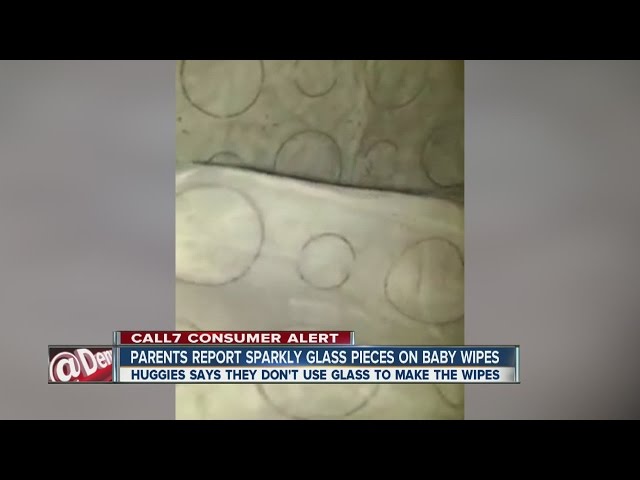 CALL7 CONSUMER ALERT
PARENTS REPORT SPARKLY GLASS PIECES ON BABY WIPES
@Den
HUGGIES SAYS THEY DON'T USE GLASS TO MAKE THE WIPES